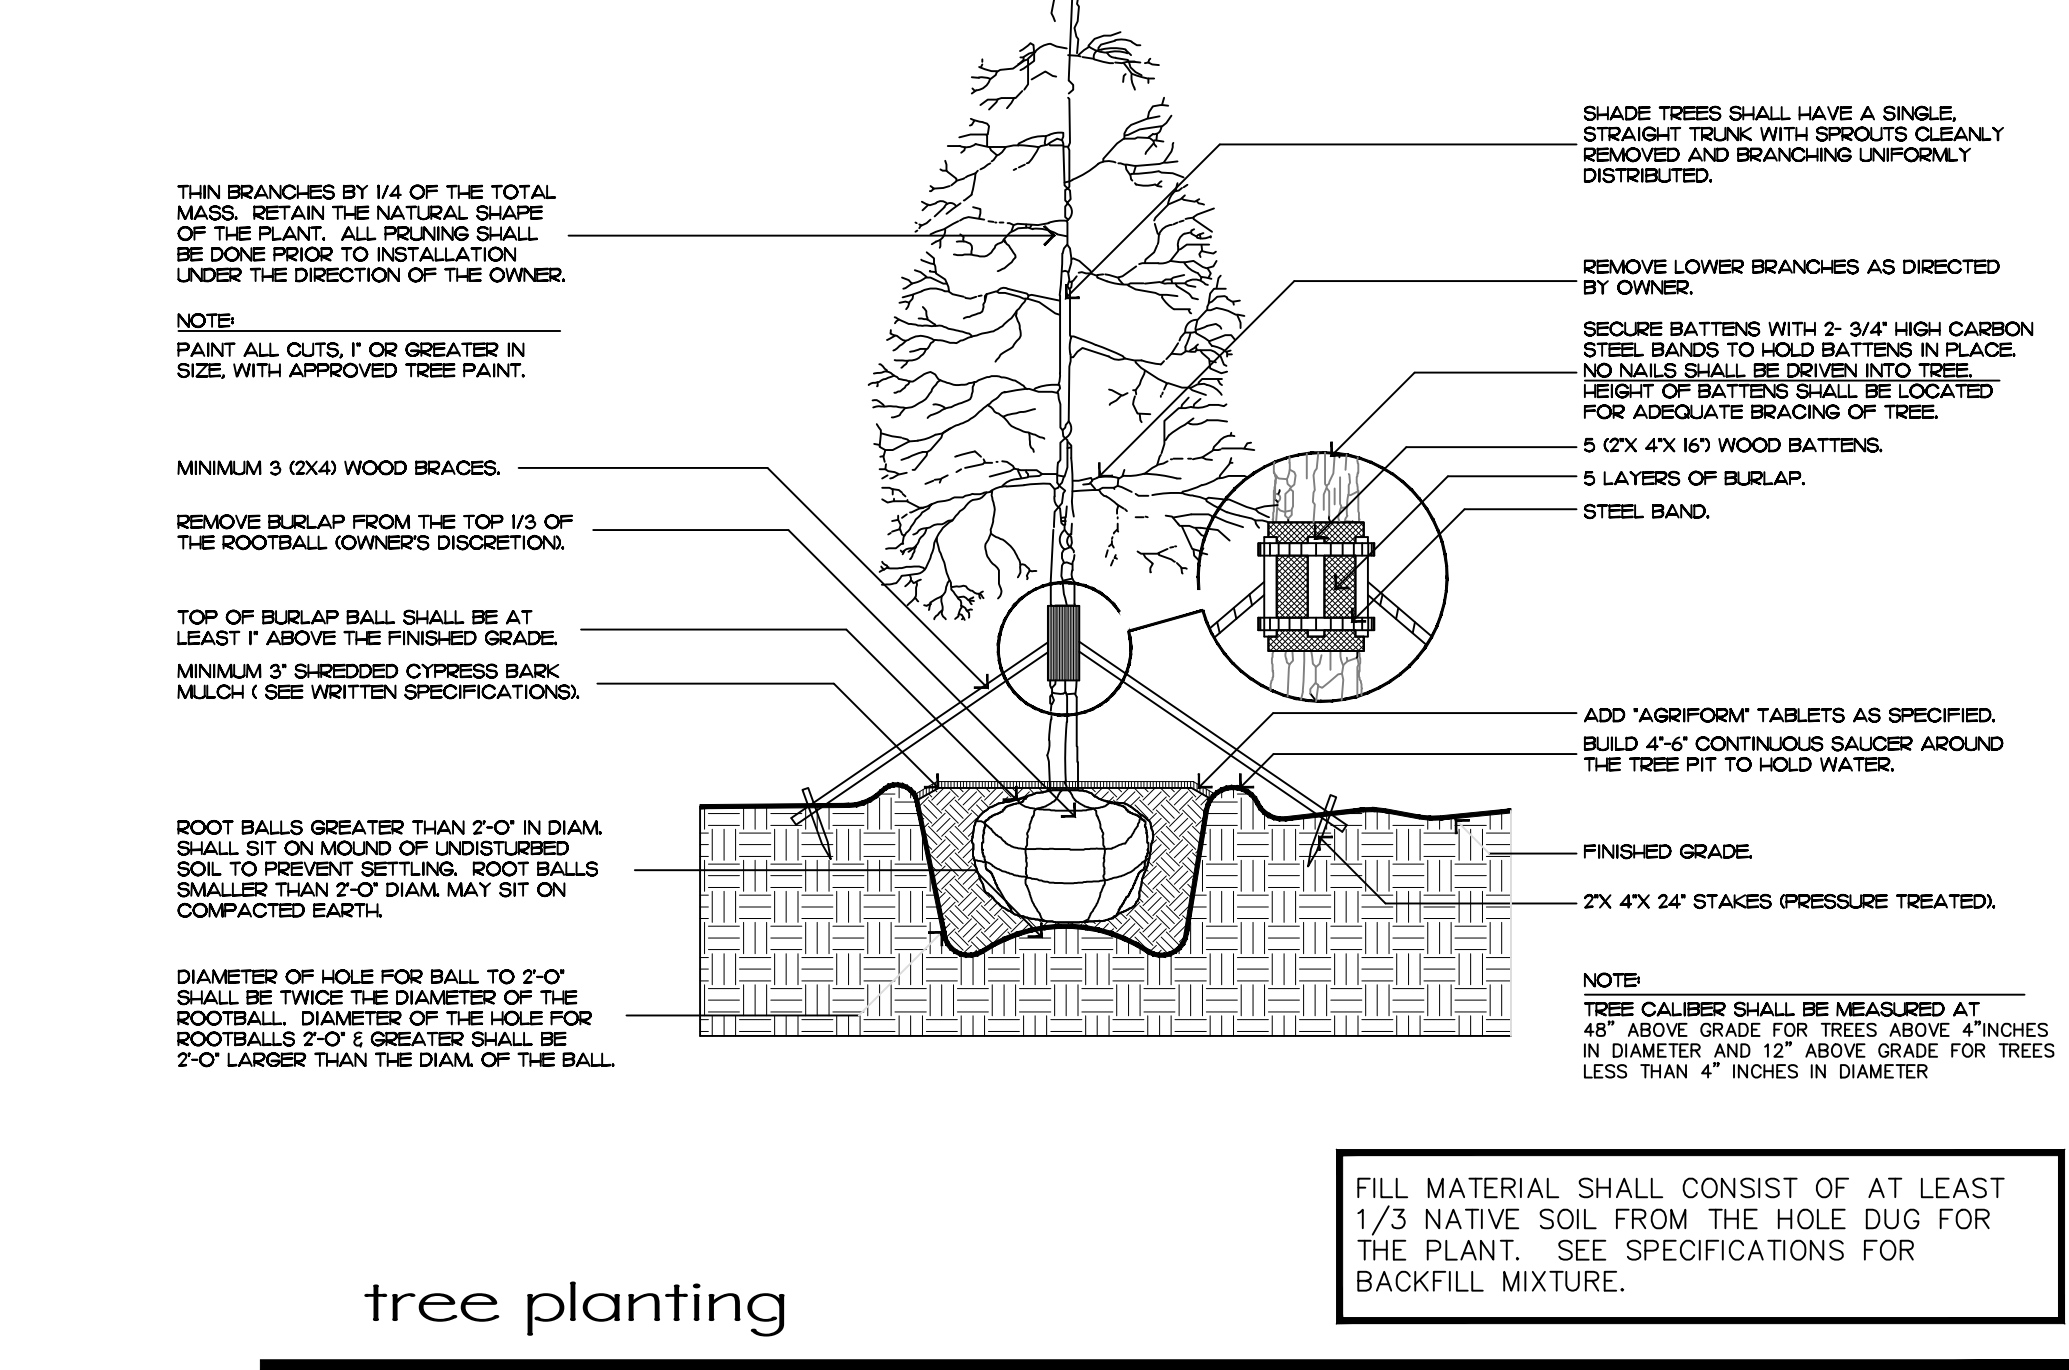 THIN BRANCHES BY 1/4 OF THE TOTAL
MASS. RETAIN THE NATURAL SHAPE
OF THE PLANT. ALL PRUNING SHALL
BE DONE PRIOR TO INSTALLATION
UNDER THE DIRECTION OF THE OWNER.
NOTE:
PAINT ALL CUTS, 1" OR GREATER IN
SIZE, WITH APPROVED TREE PAINT.
MINIMUM 3 (2X4) WOOD BRACES.
REMOVE BURLAP FROM THE TOP 1/3 OF
THE ROOTBALL (OWNER'S DISCRETION).
TOP OF BURLAP BALL SHALL BE AT
LEAST 1" ABOVE THE FINISHED GRADE.
MINIMUM 3" SHREDDED CYPRESS BARK
MULCH ( SEE WRITTEN SPECIFICATIONS).
ROOT BALLS GREATER THAN 2'-0" IN DIAM.
SHALL SIT ON MOUND OF UNDISTURBED
SOIL TO PREVENT SETTLING. ROOT BALLS
SMALLER THAN 2'-0" DIAM. MAY SIT ON
COMPACTED EARTH.
DIAMETER OF HOLE FOR BALL TO 2'-0"
SHALL BE TWICE THE DIAMETER OF THE
ROOTBALL. DIAMETER OF THE HOLE FOR
ROOTBALLS 2'-0" & GREATER SHALL BE
2'-0" LARGER THAN THE DIAM. OF THE BALL.
SHADE TREES SHALL HAVE A SINGLE,
STRAIGHT TRUNK WITH SPROUTS CLEANLY
REMOVED AND BRANCHING UNIFORMLY
DISTRIBUTED.
REMOVE LOWER BRANCHES AS DIRECTED
BY OWNER.
SECURE BATTENS WITH 2- 3/4" HIGH CARBON
STEEL BANDS TO HOLD BATTENS IN PLACE.
NO NAILS SHALL BE DRIVEN INTO TREE.
HEIGHT OF BATTENS SHALL BE LOCATED
FOR ADEQUATE BRACING OF TREE.
5 (2"X 4"X 16") WOOD BATTENS.
5 LAYERS OF BURLAP.
STEEL BAND.
ADD "AGRIFORM" TABLETS AS SPECIFIED.
BUILD 4"-6" CONTINUOUS SAUCER AROUND
THE TREE PIT TO HOLD WATER.
FINISHED GRADE.
2"X 4"X 24" STAKES (PRESSURE TREATED).
NOTE:
TREE CALIBER SHALL BE MEASURED AT
48" ABOVE GRADE FOR TREES ABOVE 4"INCHES
IN DIAMETER AND 12" ABOVE GRADE FOR TREES
LESS THAN 4" INCHES IN DIAMETER
FILL MATERIAL SHALL CONSIST OF AT LEAST
1/3 NATIVE SOIL FROM THE HOLE DUG FOR
THE PLANT. SEE SPECIFICATIONS FOR
BACKFILL MIXTURE.
tree planting